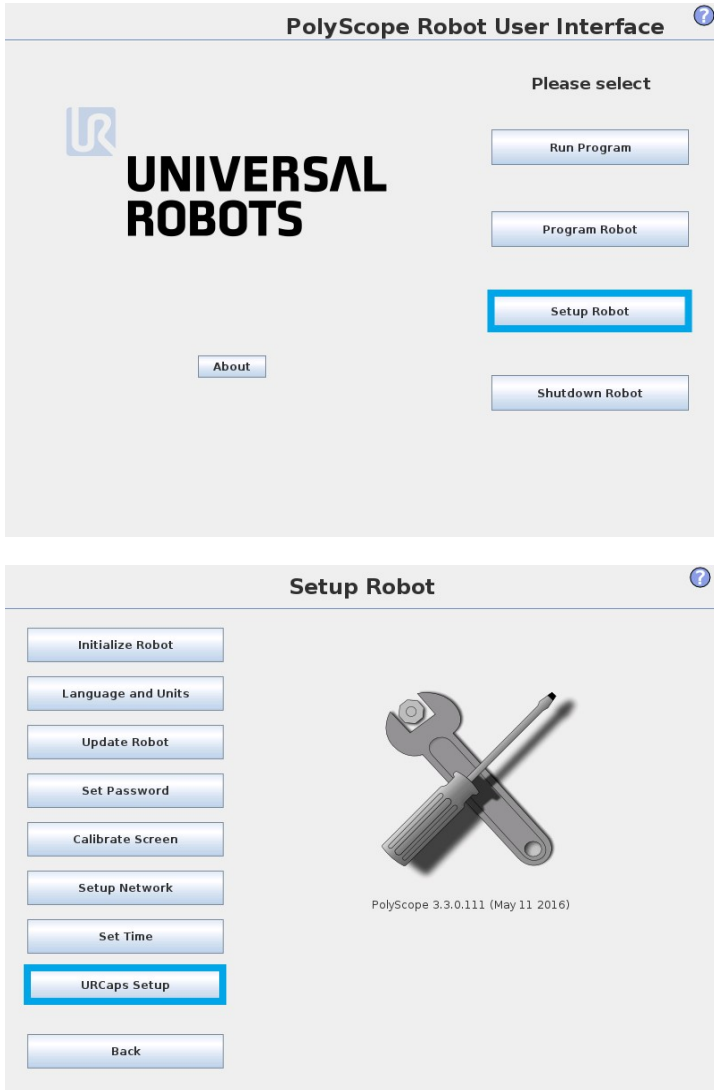 PolyScope Robot User Interface
?
Please select
UR
UNIVERSAL
ROBOTS
Run Program
Program Robot
Setup Robot
About
Shutdown Robot
Setup Robot
?
Initialize Robot
Language and Units
Update Robot
Set Password
Calibrate Screen
Setup Network
PolyScope 3.3.0.111 (May 11 2016)
Set Time
URCaps Setup
Back